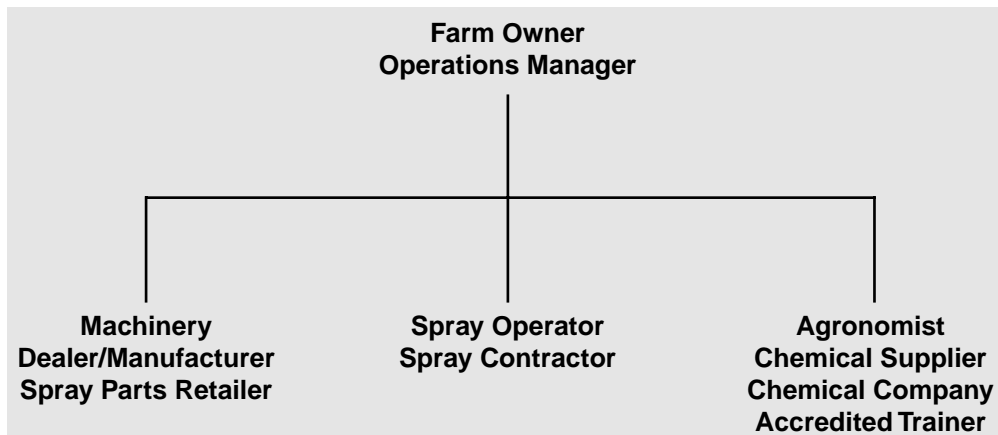 Farm Owner
Operations Manager
Machinery
Dealer/Manufacturer
Spray Parts Retailer
Spray Operator
Spray Contractor
Agronomist
Chemical Supplier
Chemical Company
Accredited Trainer